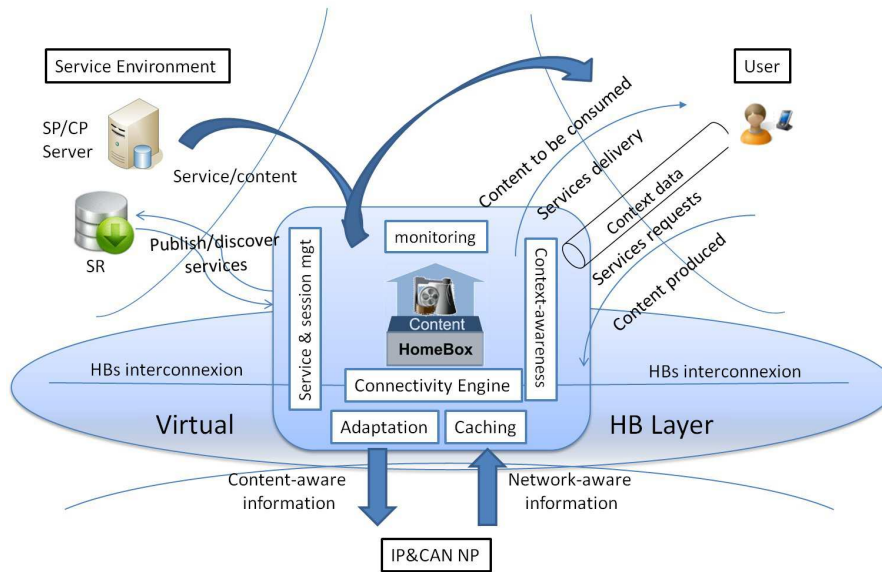 Service Environment
User
SP/CP
Server
Service/content
Content to be consumed
Services delivery
Context data
Services requests
Content produced
SR
Publish/discover
services
monitoring
Service & session mgt
Context-awareness
Content
HomeBox
HBs interconnexion
HBs interconnexion
Connectivity Engine
Virtual
Adaptation
Caching
HB Layer
Content-aware
information
Network-aware
information
IP&CAN NP